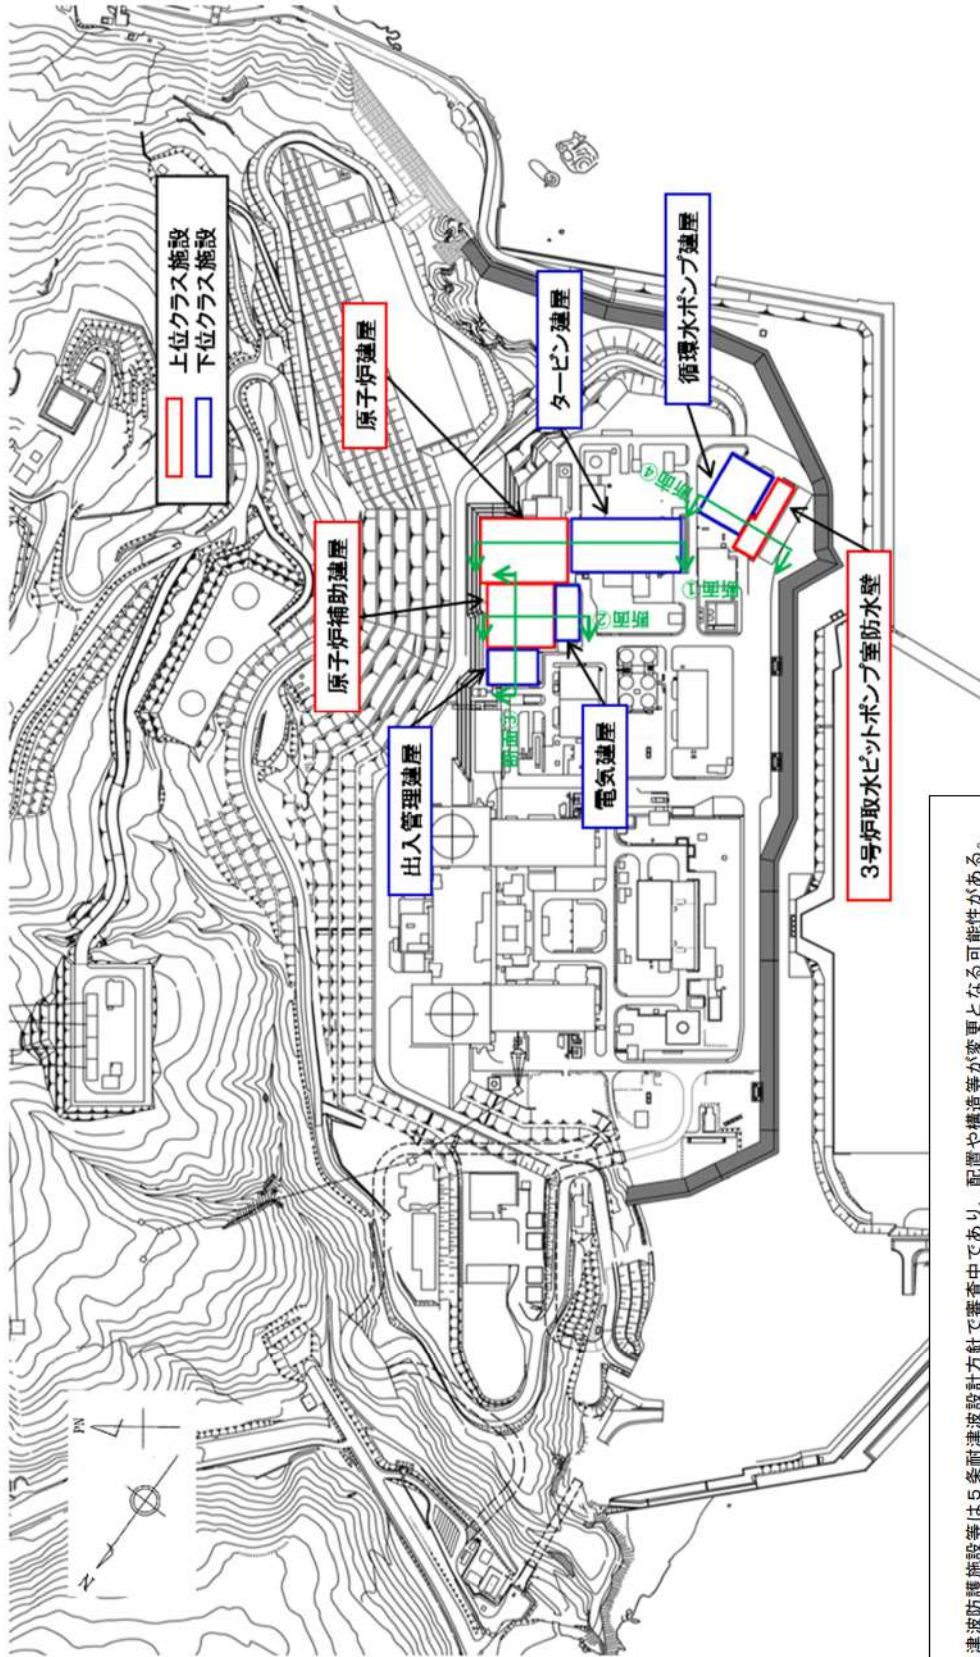 上位クラス施設
下位クラス施設
原子炉建屋
原子炉補助建屋
タービン建屋
循環水ポンプ建屋
出入管理建屋
電気建屋
3号炉取水ピットポンプ室防水壁
断面①
断面②
断面③
断面④
PN
N
津波防護施設等は5条耐津波設計方針で審査中であり、配置や構造等が変更となる可能性がある。